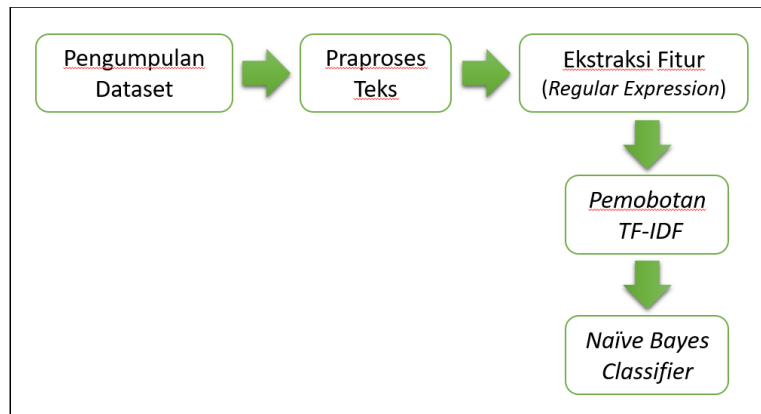 Pengumpulan
Dataset
Praproses
Teks
Ekstraksi Fitur
(Regular Expression)
Pemobotan
TF-IDF
Naïve Bayes
Classifier